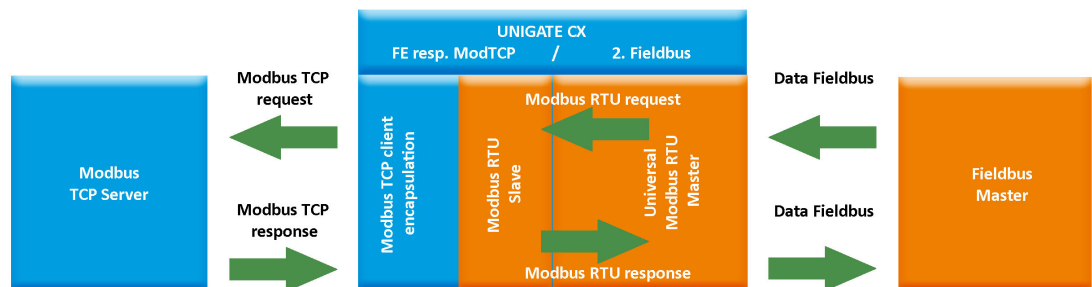 UNIGATE CX
FE resp. ModTCP / 2. Fieldbus
Modbus
TCP Server
Modbus TCP
request
Modbus TCP
response
Modbus TCP client
encapsulation
Modbus RTU
Slave
Modbus RTU request
Universal
Modbus RTU
Master
Modbus RTU response
Data Fieldbus
Data Fieldbus
Fieldbus
Master